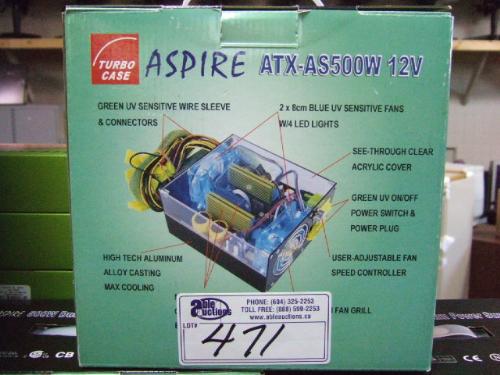 TURBO
CASE
ASPIRE ATX-AS500W 12V
GREEN UV SENSITIVE WIRE SLEEVE
& CONNECTORS
2 x 8cm BLUE UV SENSITIVE FANS
W/4 LED LIGHTS
SEE-THROUGH CLEAR
ACRYLIC COVER
GREEN UV ON/OFF
POWER SWITCH &
POWER PLUG
HIGH TECH ALUMINUM
ALLOY CASTING
MAX COOLING
USER-ADJUSTABLE FAN
SPEED CONTROLLER
FAN GRILL
able
auctions
PHONE: (604) 325-2253
TOLL FREE: (888) 599-2253
www.ableauctions.ca
LOT#
471
ASPIRE
CB
Power